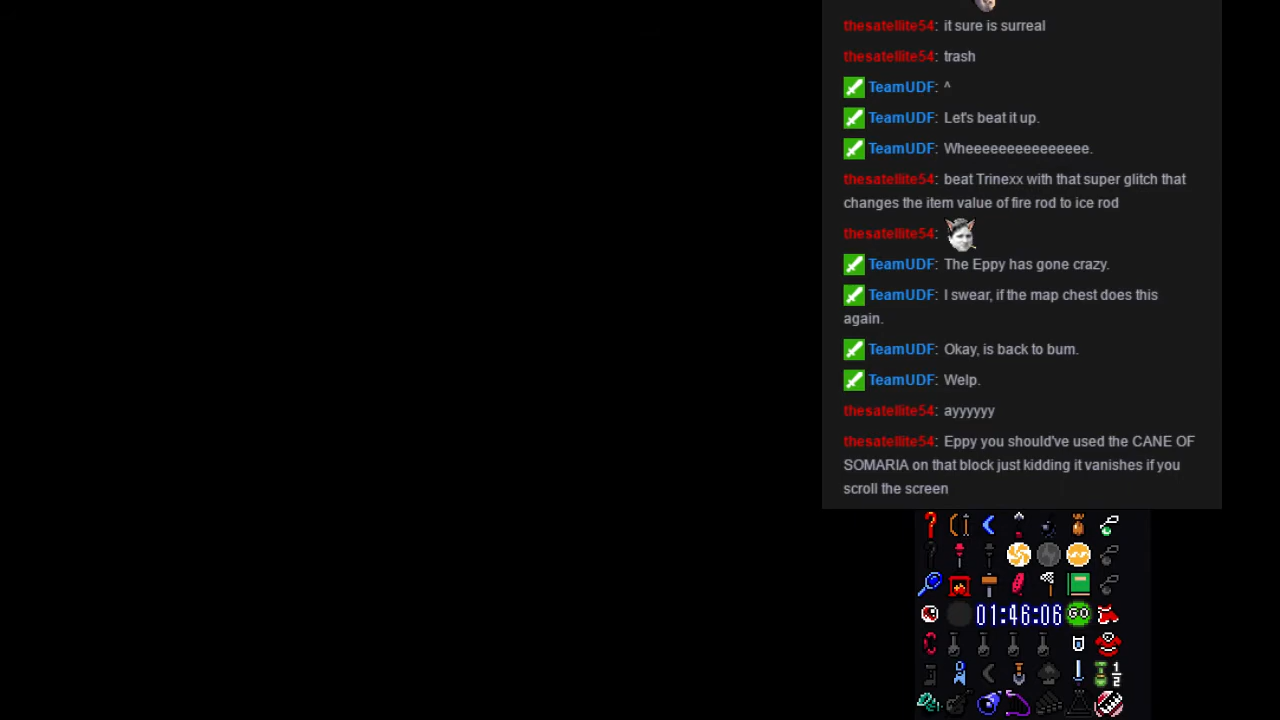 thesatellite54: it sure is surreal
thesatellite54: trash
TeamUDF: ^
TeamUDF: Let's beat it up.
TeamUDF: Wheeeeeeeeeeeeeee.
thesatellite54: beat Trinexx with that super glitch that
changes the item value of fire rod to ice rod
thesatellite54:
TeamUDF: The Eppy has gone crazy.
TeamUDF: I swear, if the map chest does this
again.
TeamUDF: Okay, is back to bum.
TeamUDF: Welp.
thesatellite54: ayyyyyy
thesatellite54: Eppy you should've used the CANE OF
SOMARIA on that block just kidding it vanishes if you
scroll the screen
01:46:06 GO
1/2